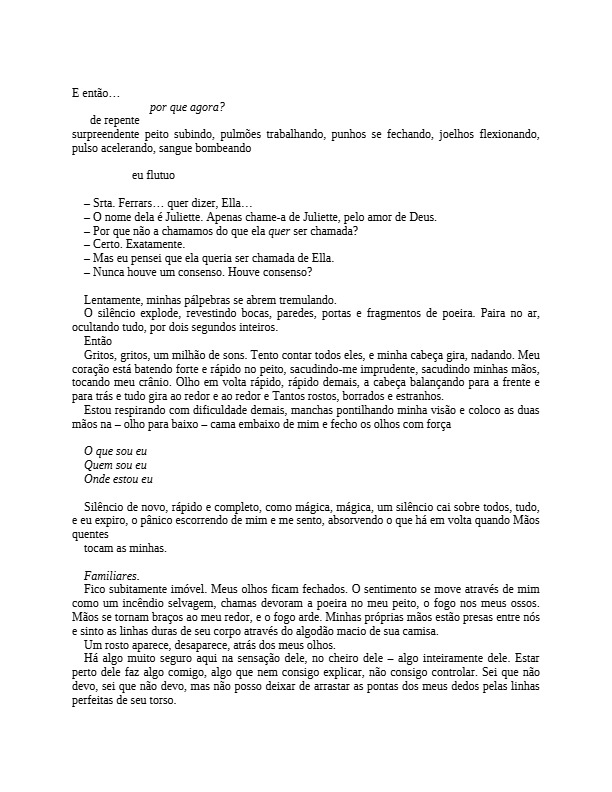 E então…
por que agora?
de repente
surpreendente peito subindo, pulmões trabalhando, punhos se fechando, joelhos flexionando,
pulso acelerando, sangue bombeando
eu flutuo
– Srta. Ferrars… quer dizer, Ella…
– O nome dela é Juliette. Apenas chame-a de Juliette, pelo amor de Deus.
– Por que não a chamamos do que ela quer ser chamada?
– Certo. Exatamente.
– Mas eu pensei que ela queria ser chamada de Ella.
– Nunca houve um consenso. Houve consenso?
Lentamente, minhas pálpebras se abrem tremulando.
O silêncio explode, revestindo bocas, paredes, portas e fragmentos de poeira. Paira no ar,
ocultando tudo, por dois segundos inteiros.
Então
Gritos, gritos, um milhão de sons. Tento contar todos eles, e minha cabeça gira, nadando. Meu
coração está batendo forte e rápido no peito, sacudindo-me imprudente, sacudindo minhas mãos,
tocando meu crânio. Olho em volta rápido, rápido demais, a cabeça balançando para a frente e
para trás e tudo gira ao redor e ao redor e Tantos rostos, borrados e estranhos.
Estou respirando com dificuldade demais, manchas pontilhando minha visão e coloco as duas
mãos na – olho para baixo – cama embaixo de mim e fecho os olhos com força
O que sou eu
Quem sou eu
Onde estou eu
Silêncio de novo, rápido e completo, como mágica, mágica, um silêncio cai sobre todos, tudo,
e eu expiro, o pânico escorrendo de mim e me sento, absorvendo o que há em volta quando Mãos
quentes
tocam as minhas.
Familiares.
Fico subitamente imóvel. Meus olhos ficam fechados. O sentimento se move através de mim
como um incêndio selvagem, chamas devoram a poeira no meu peito, o fogo nos meus ossos.
Mãos se tornam braços ao meu redor, e o fogo arde. Minhas próprias mãos estão presas entre nós
e sinto as linhas duras de seu corpo através do algodão macio de sua camisa.
Um rosto aparece, desaparece, atrás dos meus olhos.
Há algo muito seguro aqui na sensação dele, no cheiro dele – algo inteiramente dele. Estar
perto dele faz algo comigo, algo que nem consigo explicar, não consigo controlar. Sei que não
devo, sei que não devo, mas não posso deixar de arrastar as pontas dos meus dedos pelas linhas
perfeitas de seu torso.